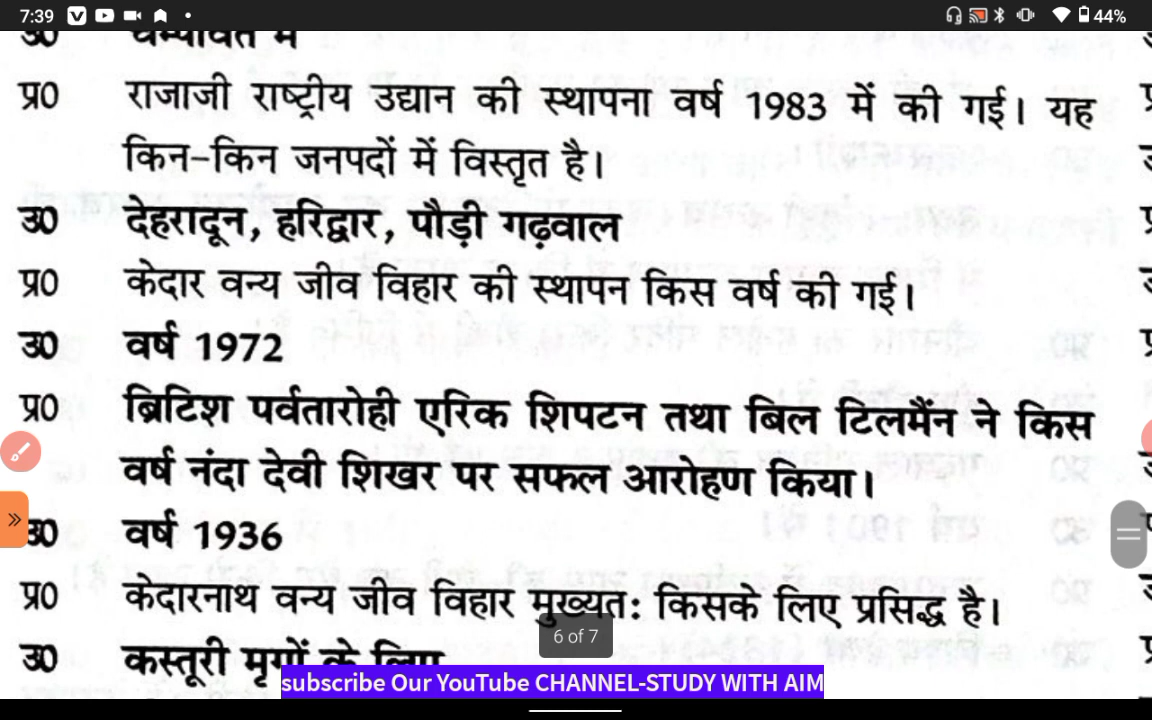 7:39
44%
उ0 चम्पावत में
प्र0 राजाजी राष्ट्रीय उद्यान की स्थापना वर्ष 1983 में की गई। यह
किन-किन जनपदों में विस्तृत है।
उ0 देहरादून, हरिद्वार, पौड़ी गढ़वाल
प्र0 केदार वन्य जीव विहार की स्थापन किस वर्ष की गई।
उ0 वर्ष 1972
प्र0 ब्रिटिश पर्वतारोही एरिक शिपटन तथा बिल टिलमैंन ने किस
वर्ष नंदा देवी शिखर पर सफल आरोहण किया।
उ0 वर्ष 1936
प्र0 केदारनाथ वन्य जीव विहार मुख्यत: किसके लिए प्रसिद्ध है।
6 of 7
उ0 कस्तूरी मृगों के लिए
subscribe Our YouTube CHANNEL-STUDY WITH AIM